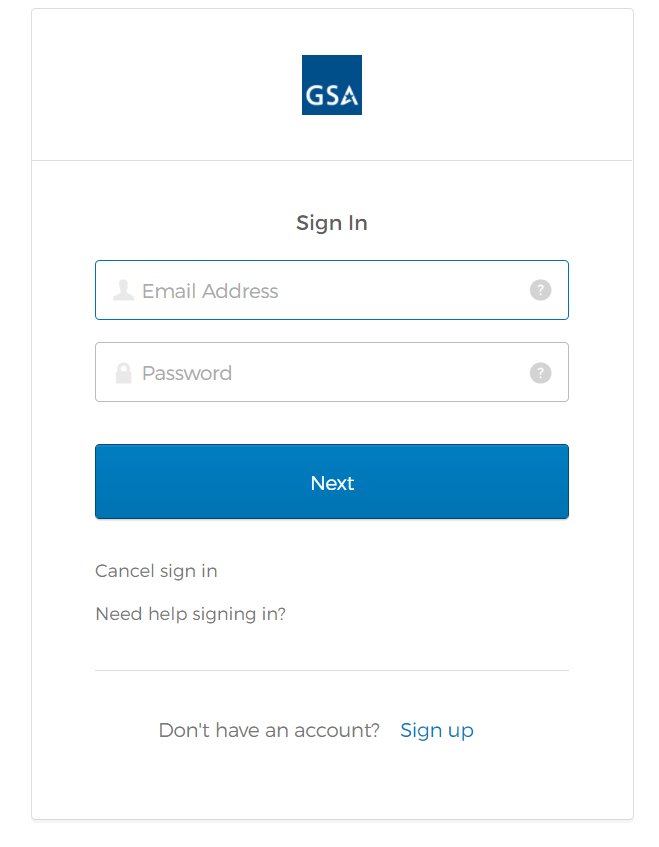 GSA
Sign In
Email Address ?
Password ?
Next
Cancel sign in
Need help signing in?
Don't have an account? Sign up